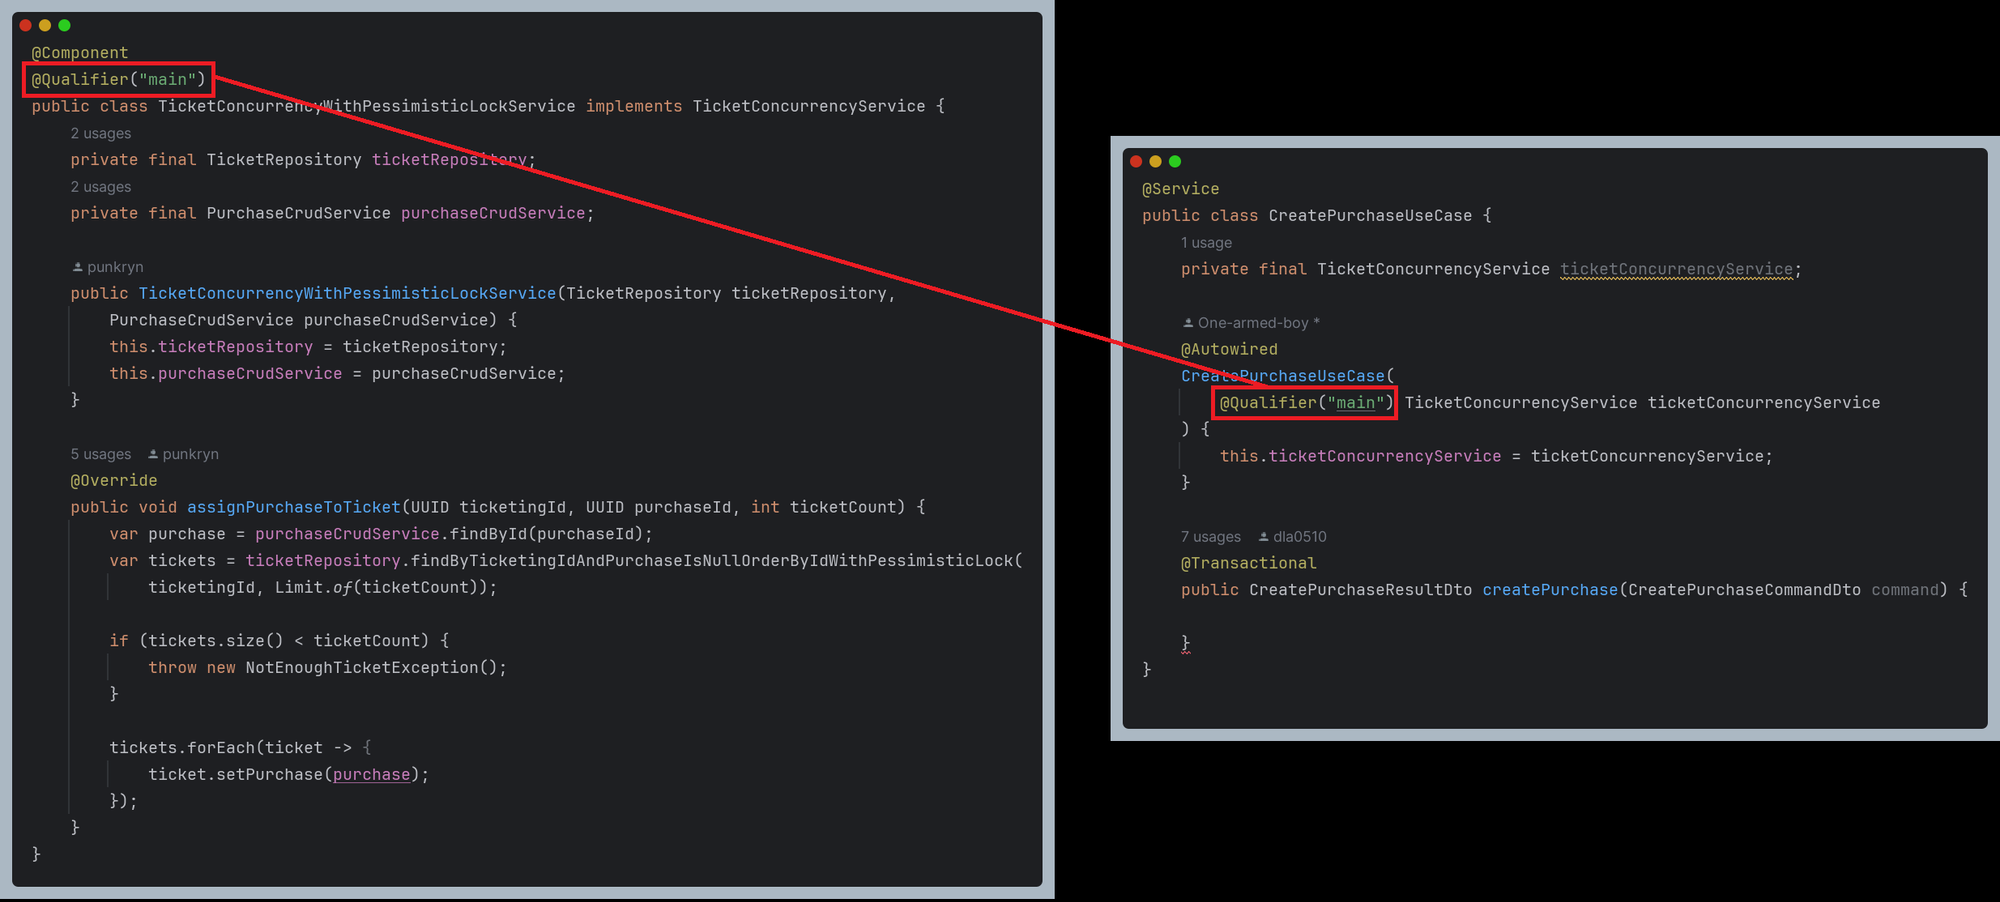 @Component
@Qualifier("main")
public class TicketConcurrencyWithPessimisticLockService implements TicketConcurrencyService {
2 usages
private final TicketRepository ticketRepository;
2 usages
private final PurchaseCrudService purchaseCrudService;
punkryn
public TicketConcurrencyWithPessimisticLockService(TicketRepository ticketRepository,
PurchaseCrudService purchaseCrudService) {
this.ticketRepository = ticketRepository;
this.purchaseCrudService = purchaseCrudService;
}
5 usages punkryn
@Override
public void assignPurchaseToTicket(UUID ticketingId, UUID purchaseId, int ticketCount) {
var purchase = purchaseCrudService.findById(purchaseId);
var tickets = ticketRepository.findByTicketingIdAndPurchaseIsNullOrderByIdWithPessimisticLock(
ticketingId, Limit.of(ticketCount));
if (tickets.size() < ticketCount) {
throw new NotEnoughTicketException();
}
tickets.forEach(ticket -> {
ticket.setPurchase(purchase);
});
}
}
@Service
public class CreatePurchaseUseCase {
1 usage
private final TicketConcurrencyService ticketConcurrencyService;
One-armed-boy *
@Autowired
CreatePurchaseUseCase(
@Qualifier("main") TicketConcurrencyService ticketConcurrencyService
) {
this.ticketConcurrencyService = ticketConcurrencyService;
}
7 usages dla0510
@Transactional
public CreatePurchaseResultDto createPurchase(CreatePurchaseCommandDto command) {
}
}